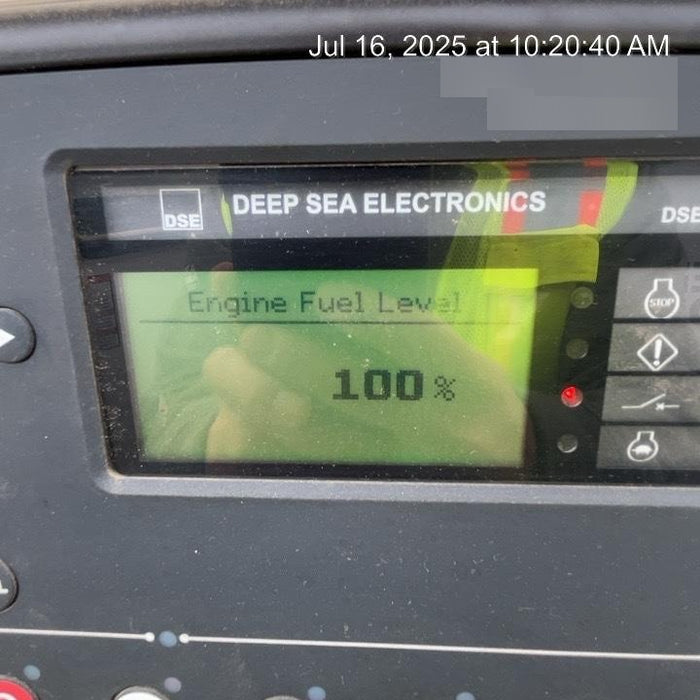 Jul 16, 2025 at 10:20:40 AM
DSE
DEEP SEA ELECTRONICS
DSE
Engine Fuel Level
100%
STOP